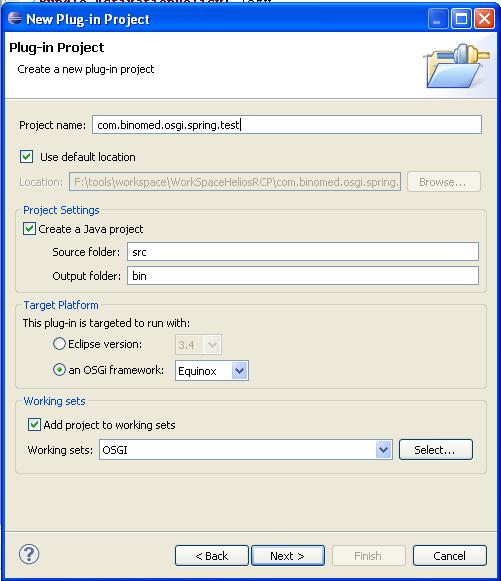 New Plug-in Project
Plug-in Project
Create a new plug-in project
Project name: com.binomed.osgi.spring.test
Use default location
Location: F:\tools\workspace\WorkSpaceHeliosRCP\com.binomed.osgi.spring. Browse...
Project Settings
Create a Java project
Source folder: src
Output folder: bin
Target Platform
This plug-in is targeted to run with:
Eclipse version: 3.4
an OSGi framework: Equinox
Working sets
Add project to working sets
Working sets: OSGI Select...
? < Back Next > Finish Cancel